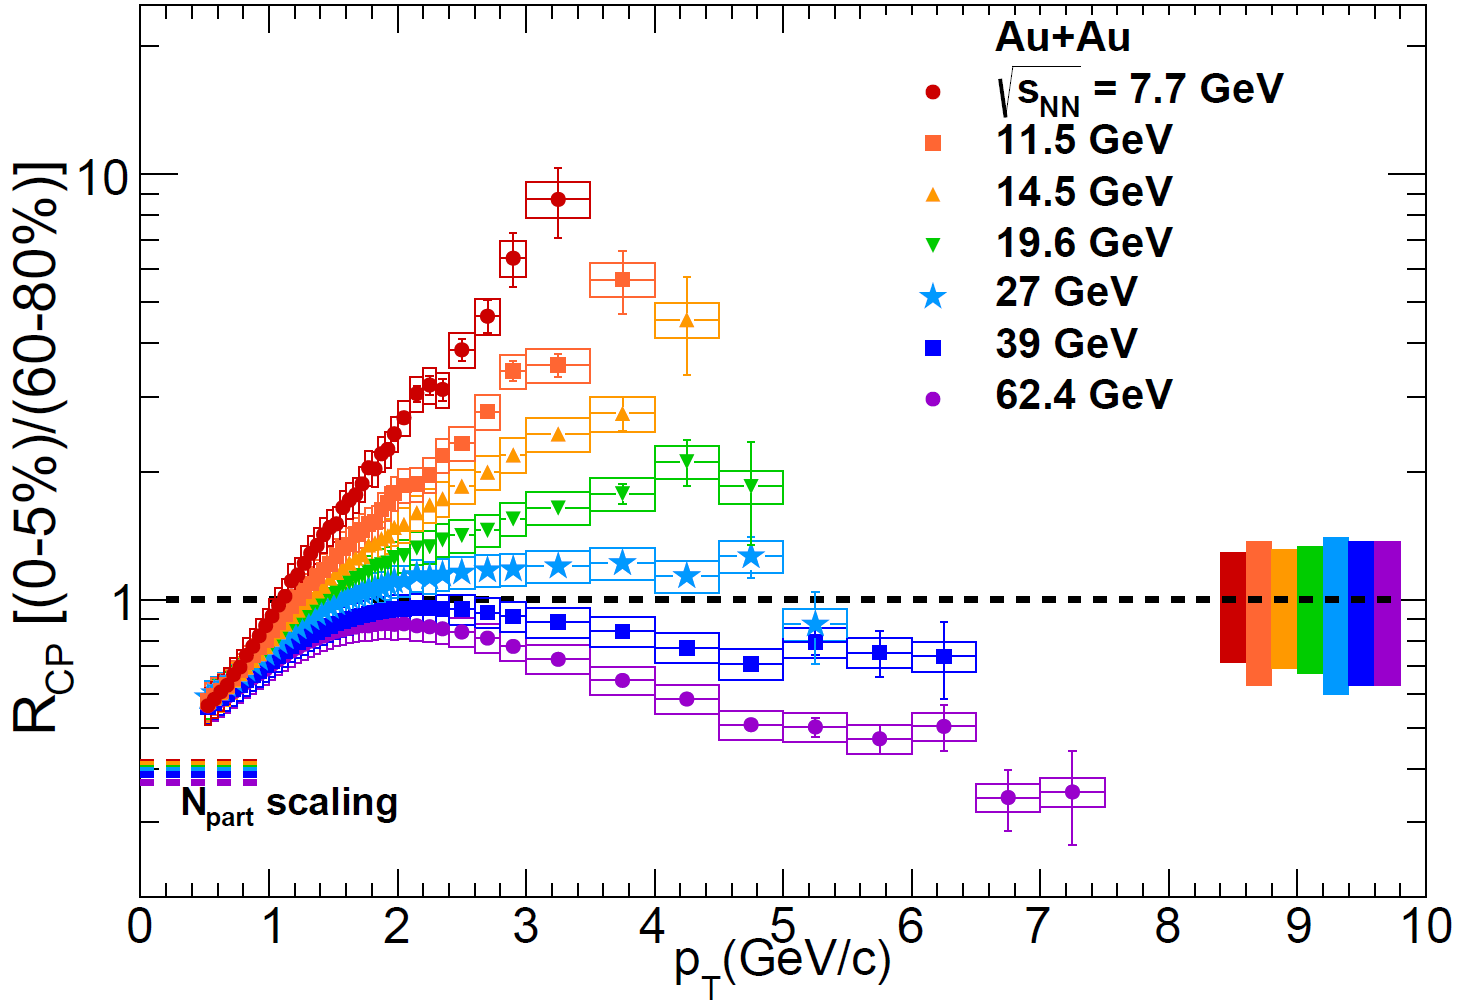 Au+Au
√sNN = 7.7 GeV
11.5 GeV
14.5 GeV
19.6 GeV
27 GeV
39 GeV
62.4 GeV
RCP [(0-5%)/(60-80%)]
10
1
Npart scaling
0 1 2 3 4 5 6 7 8 9 10
pT(GeV/c)